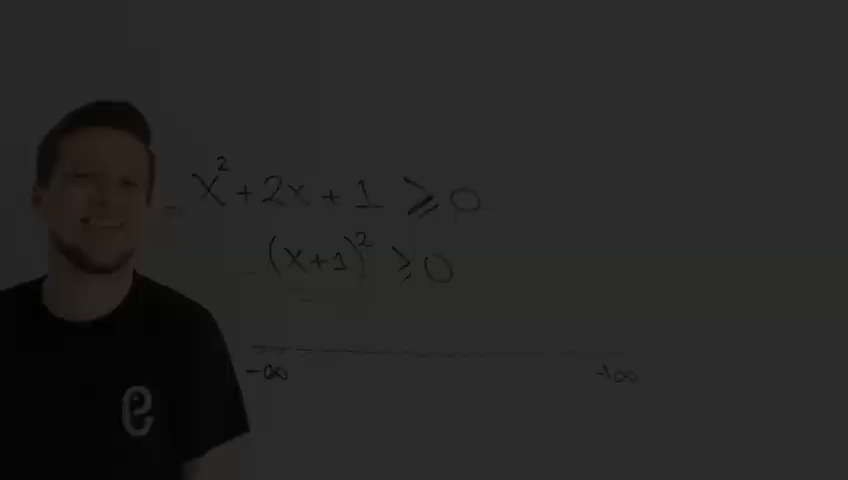 x² + 2x + 1 ⩾ 0
(x+1)² ⩾ 0
-∞ +∞
e